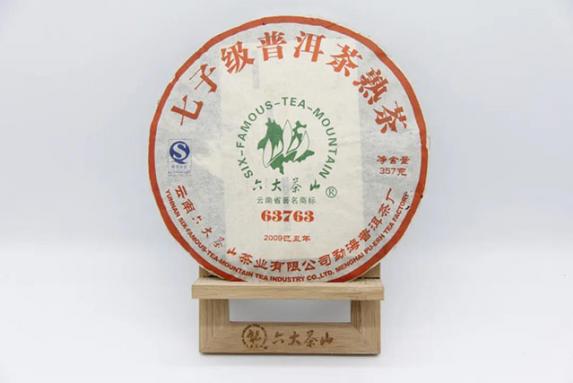 七子级普洱茶熟茶
SIX-FAMOUS-TEA-MOUNTAIN
六大茶山®
云南省著名商标
63763
2009己丑年
净含量
357克
云南六大茶山茶业有限公司勐海普洱茶厂
YUNNAN SIX-FAMOUS-TEA-MOUNTAIN TEA INDUSTRY CO.,LTD. MENGHAI PU-ERH TEA FACTORY
六大茶山